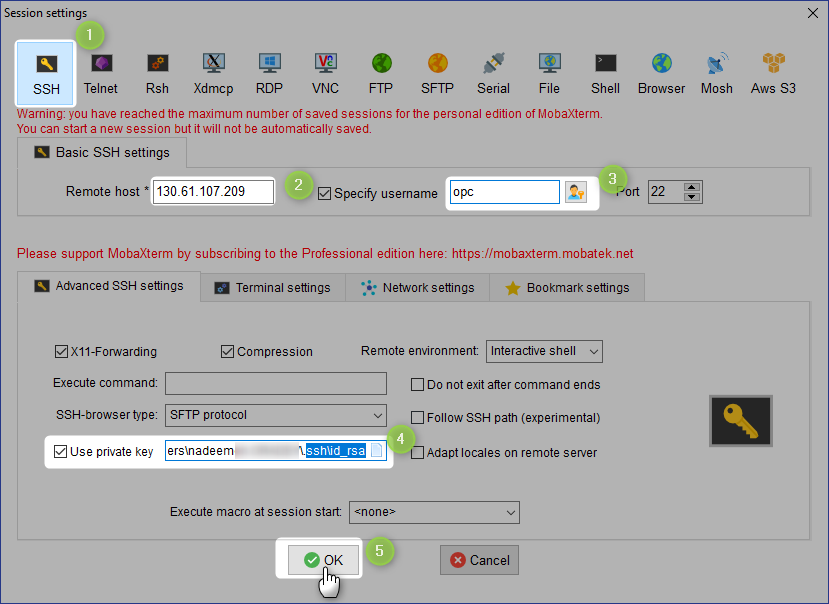 Session settings
1
SSH Telnet Rsh Xdmcp RDP VNC FTP SFTP Serial File Shell Browser Mosh Aws S3
Warning: you have reached the maximum number of saved sessions for the personal edition of MobaXterm.
You can start a new session but it will not be automatically saved.
Basic SSH settings
Remote host * 130.61.107.209 2 Specify username opc 3 Port 22
Please support MobaXterm by subscribing to the Professional edition here: https://mobaxterm.mobatek.net
Advanced SSH settings Terminal settings Network settings Bookmark settings
X11-Forwarding Compression Remote environment: Interactive shell
Execute command: Do not exit after command ends
SSH-browser type: SFTP protocol Follow SSH path (experimental)
Use private key ers\nadeem \.ssh\id_rsa 4 Adapt locales on remote server
Execute macro at session start: <none>
OK 5 Cancel